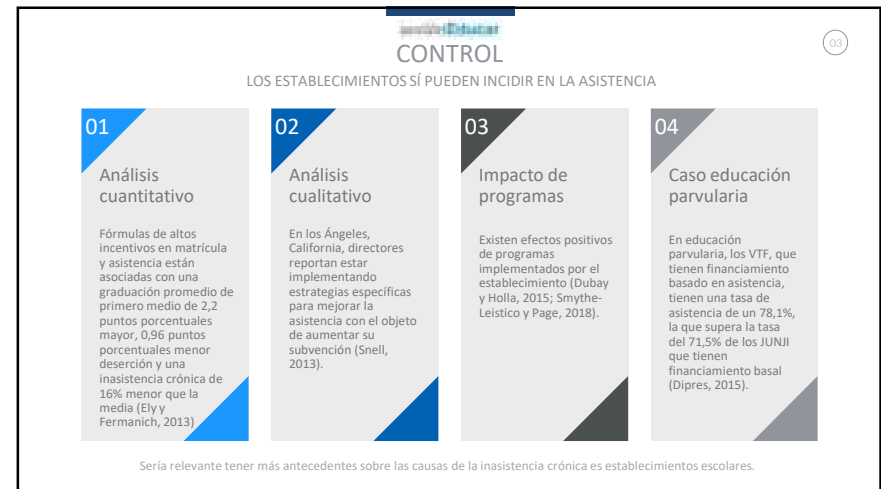 CONTROL
03
LOS ESTABLECIMIENTOS SÍ PUEDEN INCIDIR EN LA ASISTENCIA
01
Análisis
cuantitativo
Fórmulas de altos
incentivos en matrícula
y asistencia están
asociadas con una
graduación promedio de
primero medio de 2,2
puntos porcentuales
mayor, 0,96 puntos
porcentuales menor
deserción y una
inasistencia crónica de
16% menor que la
media (Ely y
Fermanich, 2013)
02
Análisis
cualitativo
En los Ángeles,
California, directores
reportan estar
implementando
estrategias específicas
para mejorar la
asistencia con el objeto
de aumentar su
subvención (Snell,
2013).
03
Impacto de
programas
Existen efectos positivos
de programas
implementados por el
establecimiento (Dubay
y Holla, 2015; Smythe-
Leistico y Page, 2018).
04
Caso educación
parvularia
En educación
parvularia, los VTF, que
tienen financiamiento
basado en asistencia,
tienen una tasa de
asistencia de un 78,1%,
la que supera la tasa
del 71,5% de los JUNJI
que tienen
financiamiento basal
(Dipres, 2015).
Sería relevante tener más antecedentes sobre las causas de la inasistencia crónica es establecimientos escolares.